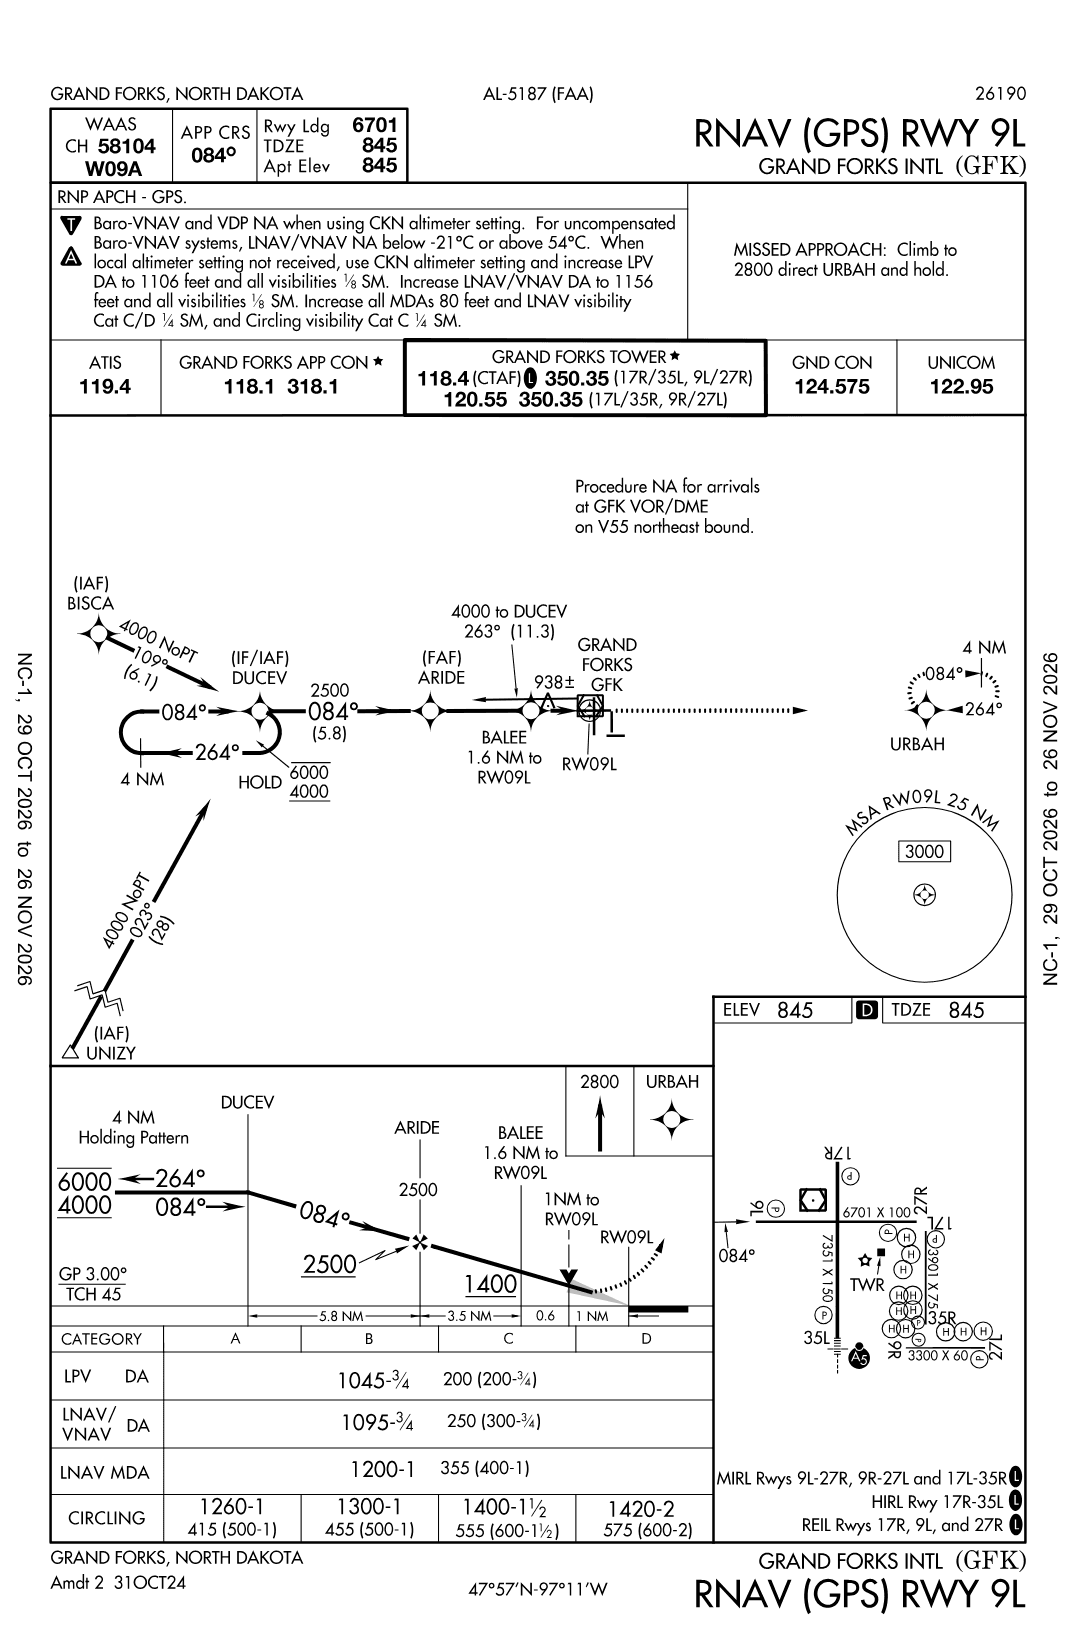 GRAND FORKS, NORTH DAKOTA
AL-5187 (FAA)
26190
WAAS
CH 58104
W09A
APP CRS
084°
Rwy Ldg 6701
TDZE 845
Apt Elev 845
RNAV (GPS) RWY 9L
GRAND FORKS INTL (GFK)
RNP APCH - GPS.
T
A
Baro-VNAV and VDP NA when using CKN altimeter setting. For uncompensated
Baro-VNAV systems, LNAV/VNAV NA below -21°C or above 54°C. When
local altimeter setting not received, use CKN altimeter setting and increase LPV
DA to 1106 feet and all visibilities ⅛ SM. Increase LNAV/VNAV DA to 1156
feet and all visibilities ⅛ SM. Increase all MDAs 80 feet and LNAV visibility
Cat C/D ¼ SM, and Circling visibility Cat C ¼ SM.
MISSED APPROACH: Climb to
2800 direct URBAH and hold.
ATIS
119.4
GRAND FORKS APP CON ★
118.1 318.1
GRAND FORKS TOWER ★
118.4 (CTAF) L 350.35 (17R/35L, 9L/27R)
120.55 350.35 (17L/35R, 9R/27L)
GND CON
124.575
UNICOM
122.95
Procedure NA for arrivals
at GFK VOR/DME
on V55 northeast bound.
(IAF)
BISCA
4000 NoPT
109°
(6.1)
(IF/IAF)
DUCEV
084°
264°
4 NM
HOLD
6000
4000
2500
084°
(5.8)
(FAF)
ARIDE
4000 to DUCEV
263° (11.3)
938±
GRAND
FORKS
GFK
BALEE
1.6 NM to
RW09L
RW09L
4 NM
084°
264°
URBAH
4000 NoPT
023°
(28)
(IAF)
UNIZY
MSA RW09L 25 NM
3000
NC-1, 29 OCT 2026 to 26 NOV 2026
NC-1, 29 OCT 2026 to 26 NOV 2026
ELEV 845
D
TDZE 845
17R
P
9L
P
6701 X 100
27R
17L
084°
7351 X 150
P
P
H
H
H
3901 X 75
TWR
H H
H H
P
35R
P
35L
A5
H H
P
H H H
9R
3300 X 60
P
27L
MIRL Rwys 9L-27R, 9R-27L and 17L-35R L
HIRL Rwy 17R-35L L
REIL Rwys 17R, 9L, and 27R L
4 NM
Holding Pattern
DUCEV
6000
4000
264°
084°
084°
ARIDE
2500
2500
BALEE
1.6 NM to
RW09L
1400
1NM to
RW09L
RW09L
2800
URBAH
GP 3.00°
TCH 45
5.8 NM
3.5 NM
0.6
1 NM
CATEGORY A B C D
LPV DA 1045-¾ 200 (200-¾)
LNAV/
VNAV DA 1095-¾ 250 (300-¾)
LNAV MDA 1200-1 355 (400-1)
CIRCLING
1260-1
415 (500-1)
1300-1
455 (500-1)
1400-1½
555 (600-1½)
1420-2
575 (600-2)
GRAND FORKS, NORTH DAKOTA
Amdt 2 31OCT24
47°57'N-97°11'W
GRAND FORKS INTL (GFK)
RNAV (GPS) RWY 9L